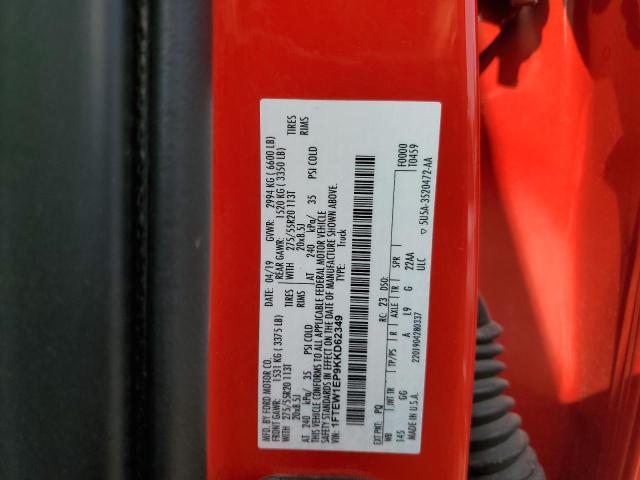 MFD. BY FORD MOTOR CO. 04/19 GVWR: 2994 KG ( 6600 LB)
FRONT GAWR: 1531 KG ( 3375 LB) REAR GAWR: 1520 KG ( 3350 LB)
WITH 275/55R20 113T TIRES WITH 275/55R20 113T TIRES
20x8.5J RIMS 20x8.5J RIMS
AT 240 kPa/ 35 PSI COLD AT 240 kPa/ 35 PSI COLD
THIS VEHICLE CONFORMS TO ALL APPLICABLE FEDERAL MOTOR VEHICLE
SAFETY STANDARDS IN EFFECT ON THE DATE OF MANUFACTURE SHOWN ABOVE.
VIN: 1FTEW1EP9KKD62349 TYPE: Truck
F0000
T0459
EXT PNT: PQ RC: 23 DSO:
WB INT TR TP/PS R AXLE TR SPR
145 GG A L9 G 22AA
MADE IN U.S.A. 2201904280337 ULC
▽ 5U5A-3520472-AA